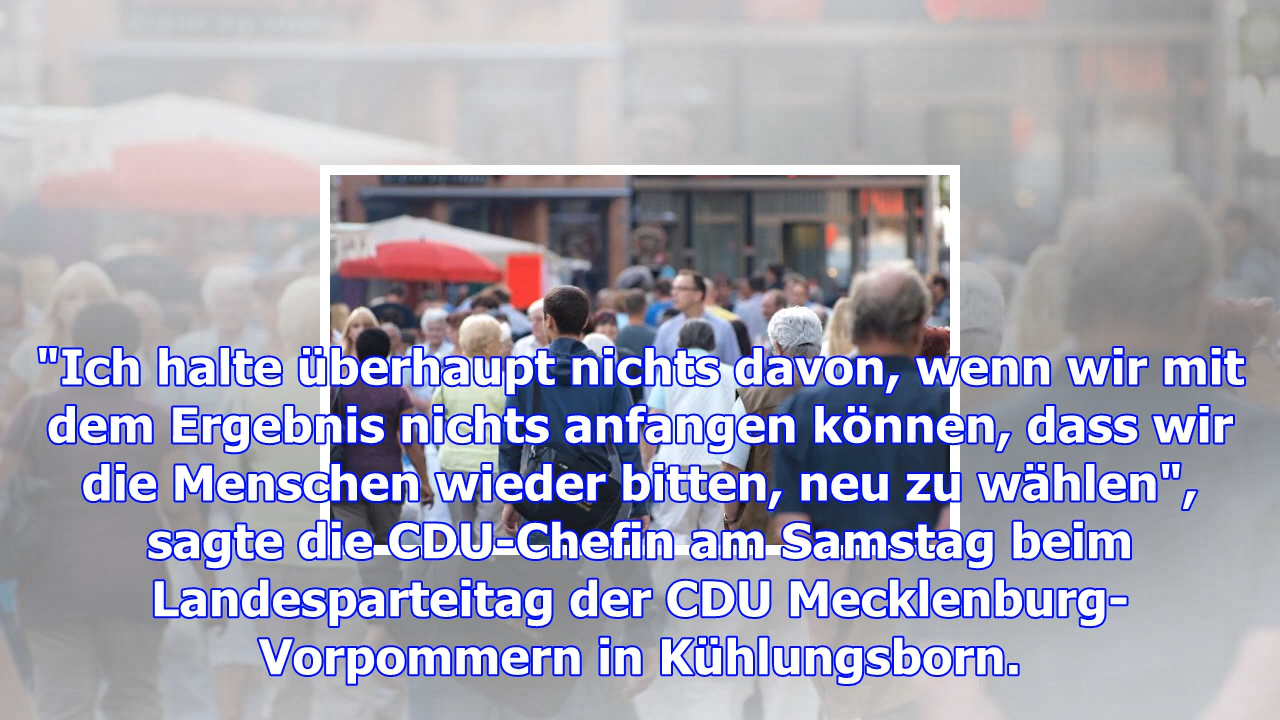 "Ich halte überhaupt nichts davon, wenn wir mit
dem Ergebnis nichts anfangen können, dass wir
die Menschen wieder bitten, neu zu wählen",
sagte die CDU-Chefin am Samstag beim
Landesparteitag der CDU Mecklenburg-
Vorpommern in Kühlungsborn.